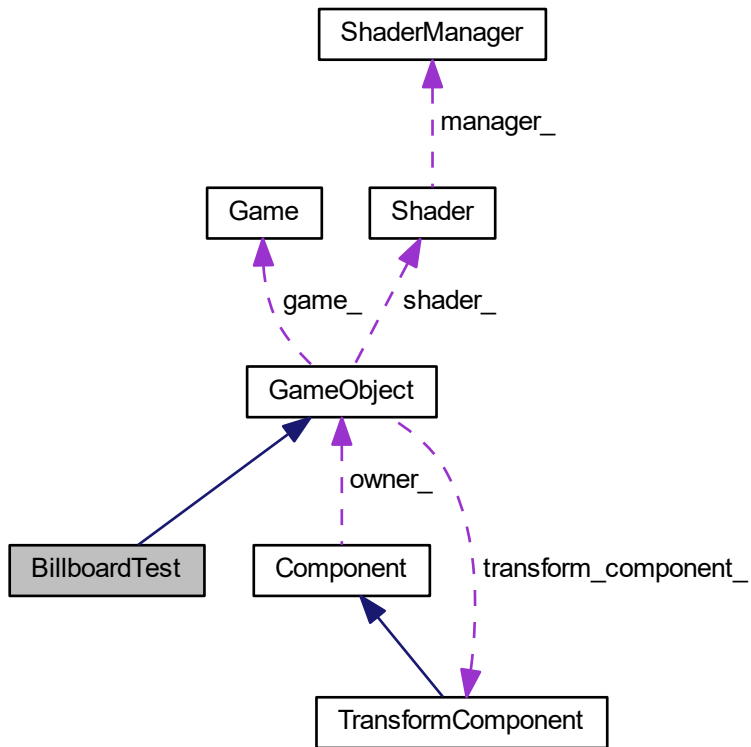 ShaderManager
manager_
Game
Shader
game_
shader_
GameObject
owner_
BillboardTest
Component
transform_component_
TransformComponent